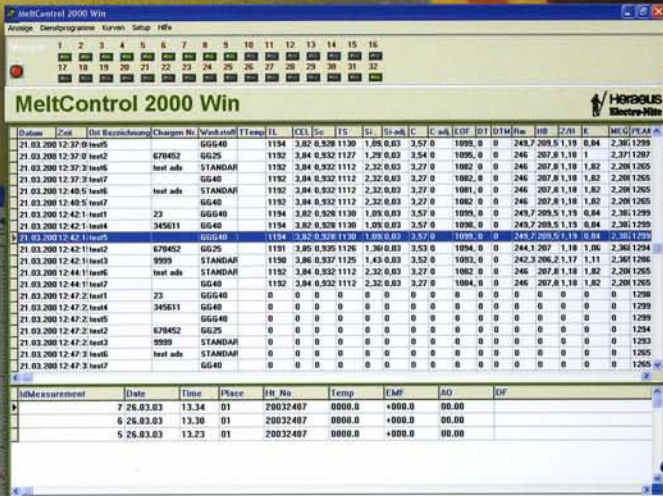 MeltControl 2000 Win
Anzeige Dienstprogramme Kurven Setup Hilfe
1 2 3 4 5 6 7 8 9 10 11 12 13 14 15 16
17 18 19 20 21 22 23 24 25 26 27 28 29 30 31 32
MeltControl 2000 Win
Heraeus
Electro-Nite
Datum Zeit Ort Bezeichnung Chargen Nr. Werkstoff TTemp TL CEL Sc TS Si Si-adj C C-adj EOF DT DTM Rm HB Z/H K MEG PEAK
21.03.200 12:37:0 test5 GGG40 1194 3,82 0,928 1130 1,09 0,03 3,57 0 1099, 0 0 249,7 209,5 1,19 0,84 1299
21.03.200 12:37:0 test2 678452 GG25 1192 3,84 0,932 1127 1,29 0,03 3,54 0 1095, 0 0 246 207,8 1,18 1 1287
21.03.200 12:37:3 test6 test ads STANDAR 1192 3,84 0,932 1112 2,32 0,03 3,27 0 1082 0 0 246 207,8 1,18 1,82 1265
21.03.200 12:37:3 test7 GG40 1192 3,84 0,932 1112 2,32 0,03 3,27 0 1082 0 0 246 207,8 1,18 1,82 1265
21.03.200 12:40:5 test6 test ads STANDAR 1192 3,84 0,932 1112 2,32 0,03 3,27 0 1081, 0 0 246 207,8 1,18 1,82 1265
21.03.200 12:40:5 test7 GG40 1192 3,84 0,932 1112 2,32 0,03 3,27 0 1082 0 0 246 207,8 1,18 1,82 1265
21.03.200 12:42:1 test1 23 GGG40 1194 3,82 0,928 1130 1,09 0,03 3,57 0 1099, 0 0 249,7 209,5 1,19 0,84 1299
21.03.200 12:42:1 test4 345611 GG40 1194 3,82 0,928 1130 1,09 0,03 3,57 0 1098, 0 0 249,7 209,5 1,19 0,84 1299
21.03.200 12:42:1 test5 GGG40 1194 3,82 0,928 1130 1,09 0,03 3,57 0 1099, 0 0 249,7 209,5 1,19 0,84 1299
21.03.200 12:42:1 test2 678452 GG25 1191 3,85 0,935 1126 1,36 0,03 3,53 0 1094, 0 0 244,1 207 1,18 1,06 1294
21.03.200 12:42:1 test3 9999 STANDAR 1190 3,86 0,937 1125 1,43 0,03 3,52 0 1093, 0 0 242,3 206,2 1,17 1,11 1286
21.03.200 12:44:1 test6 test ads STANDAR 1192 3,84 0,932 1112 2,32 0,03 3,27 0 1082 0 0 246 207,8 1,18 1,82 1265
21.03.200 12:44:1 test7 GG40 1192 3,84 0,932 1112 2,32 0,03 3,27 0 1084, 0 0 246 207,8 1,18 1,82 1265
21.03.200 12:47:2 test1 23 GGG40 0 0 0 0 0 0 0 0 0 0 0 0 0 0 0 0 1298
21.03.200 12:47:2 test4 345611 GGG40 0 0 0 0 0 0 0 0 0 0 0 0 0 0 0 0 1299
21.03.200 12:47:2 test5 GGG40 0 0 0 0 0 0 0 0 0 0 0 0 0 0 0 0 1299
21.03.200 12:47:2 test2 678452 GG25 0 0 0 0 0 0 0 0 0 0 0 0 0 0 0 0 1294
21.03.200 12:47:2 test3 9999 STANDAR 0 0 0 0 0 0 0 0 0 0 0 0 0 0 0 0 1293
21.03.200 12:47:3 test6 test ads STANDAR 0 0 0 0 0 0 0 0 0 0 0 0 0 0 0 0 1265
21.03.200 12:47:3 test7 GG40 0 0 0 0 0 0 0 0 0 0 0 0 0 0 0 0 1265
IdMeasurement Date Time Place Ht_No Temp EMF AO DF
7 26.03.03 13.34 01 20032407 0000.0 +000.0 00.00
6 26.03.03 13.30 01 20032407 0000.0 +000.0 00.00
5 26.03.03 13.23 01 20032407 0000.0 +000.0 00.00